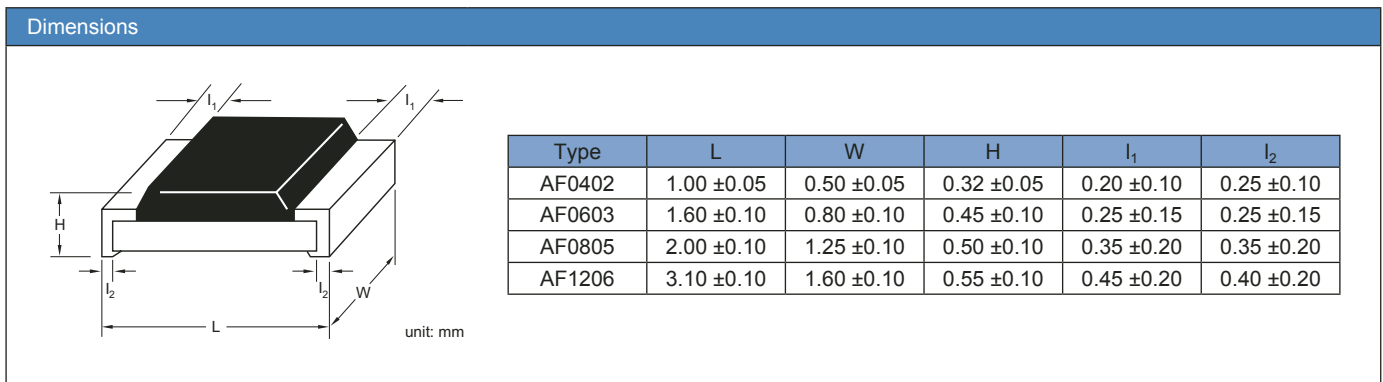 Dimensions
l₁ l₁
H
l₂ l₂
W
L
unit: mm
Type L W H l₁ l₂
AF0402 1.00 ±0.05 0.50 ±0.05 0.32 ±0.05 0.20 ±0.10 0.25 ±0.10
AF0603 1.60 ±0.10 0.80 ±0.10 0.45 ±0.10 0.25 ±0.15 0.25 ±0.15
AF0805 2.00 ±0.10 1.25 ±0.10 0.50 ±0.10 0.35 ±0.20 0.35 ±0.20
AF1206 3.10 ±0.10 1.60 ±0.10 0.55 ±0.10 0.45 ±0.20 0.40 ±0.20